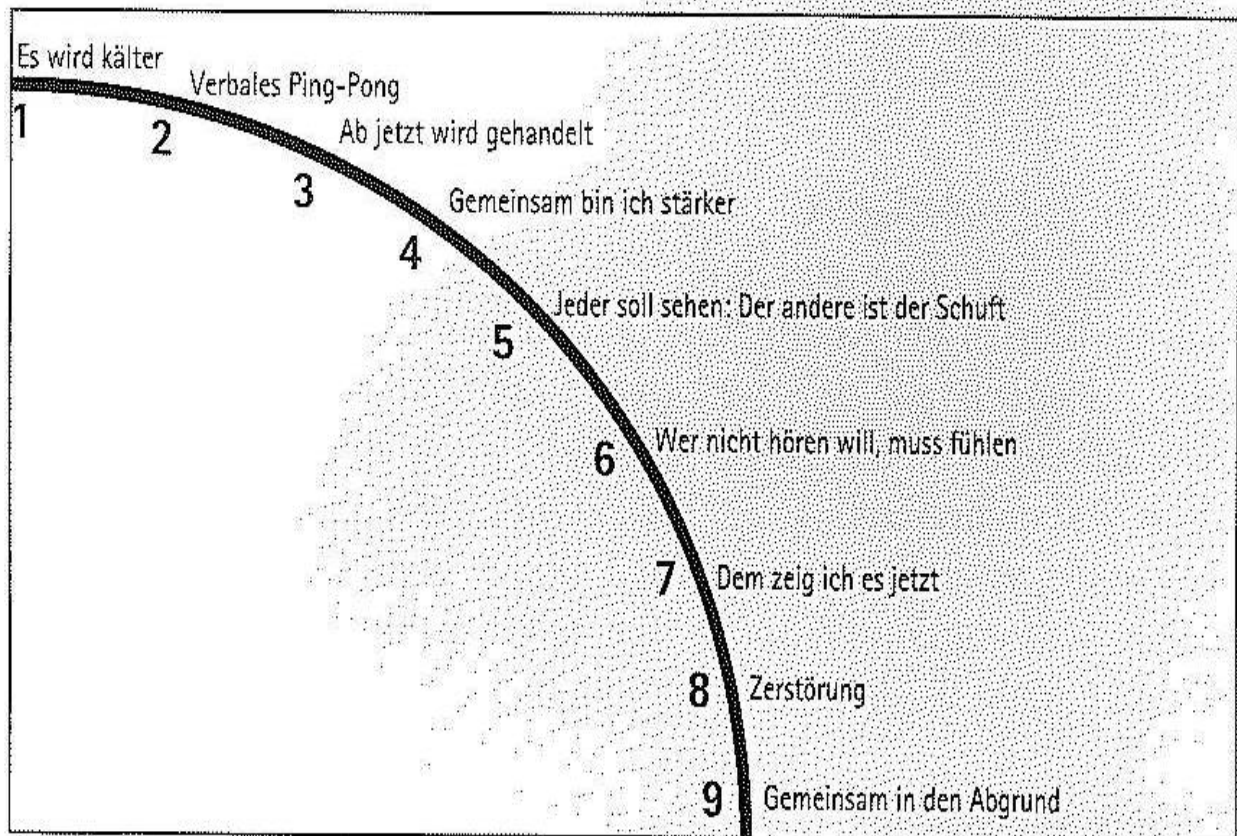 Es wird kälter
1
Verbales Ping-Pong
2
Ab jetzt wird gehandelt
3
Gemeinsam bin ich stärker
4
Jeder soll sehen: Der andere ist der Schuft
5
Wer nicht hören will, muss fühlen
6
Dem zeig ich es jetzt
7
Zerstörung
8
Gemeinsam in den Abgrund
9